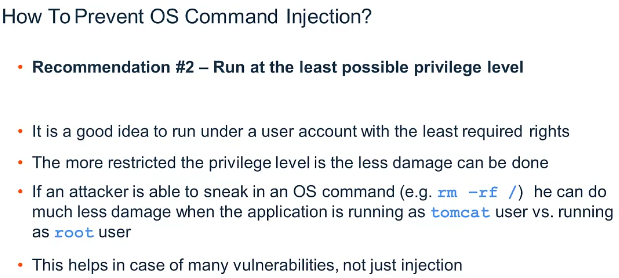 How To Prevent OS Command Injection?
• Recommendation #2 – Run at the least possible privilege level
• It is a good idea to run under a user account with the least required rights
• The more restricted the privilege level is the less damage can be done
• If an attacker is able to sneak in an OS command (e.g. rm –rf /) he can do
much less damage when the application is running as tomcat user vs. running
as root user
• This helps in case of many vulnerabilities, not just injection